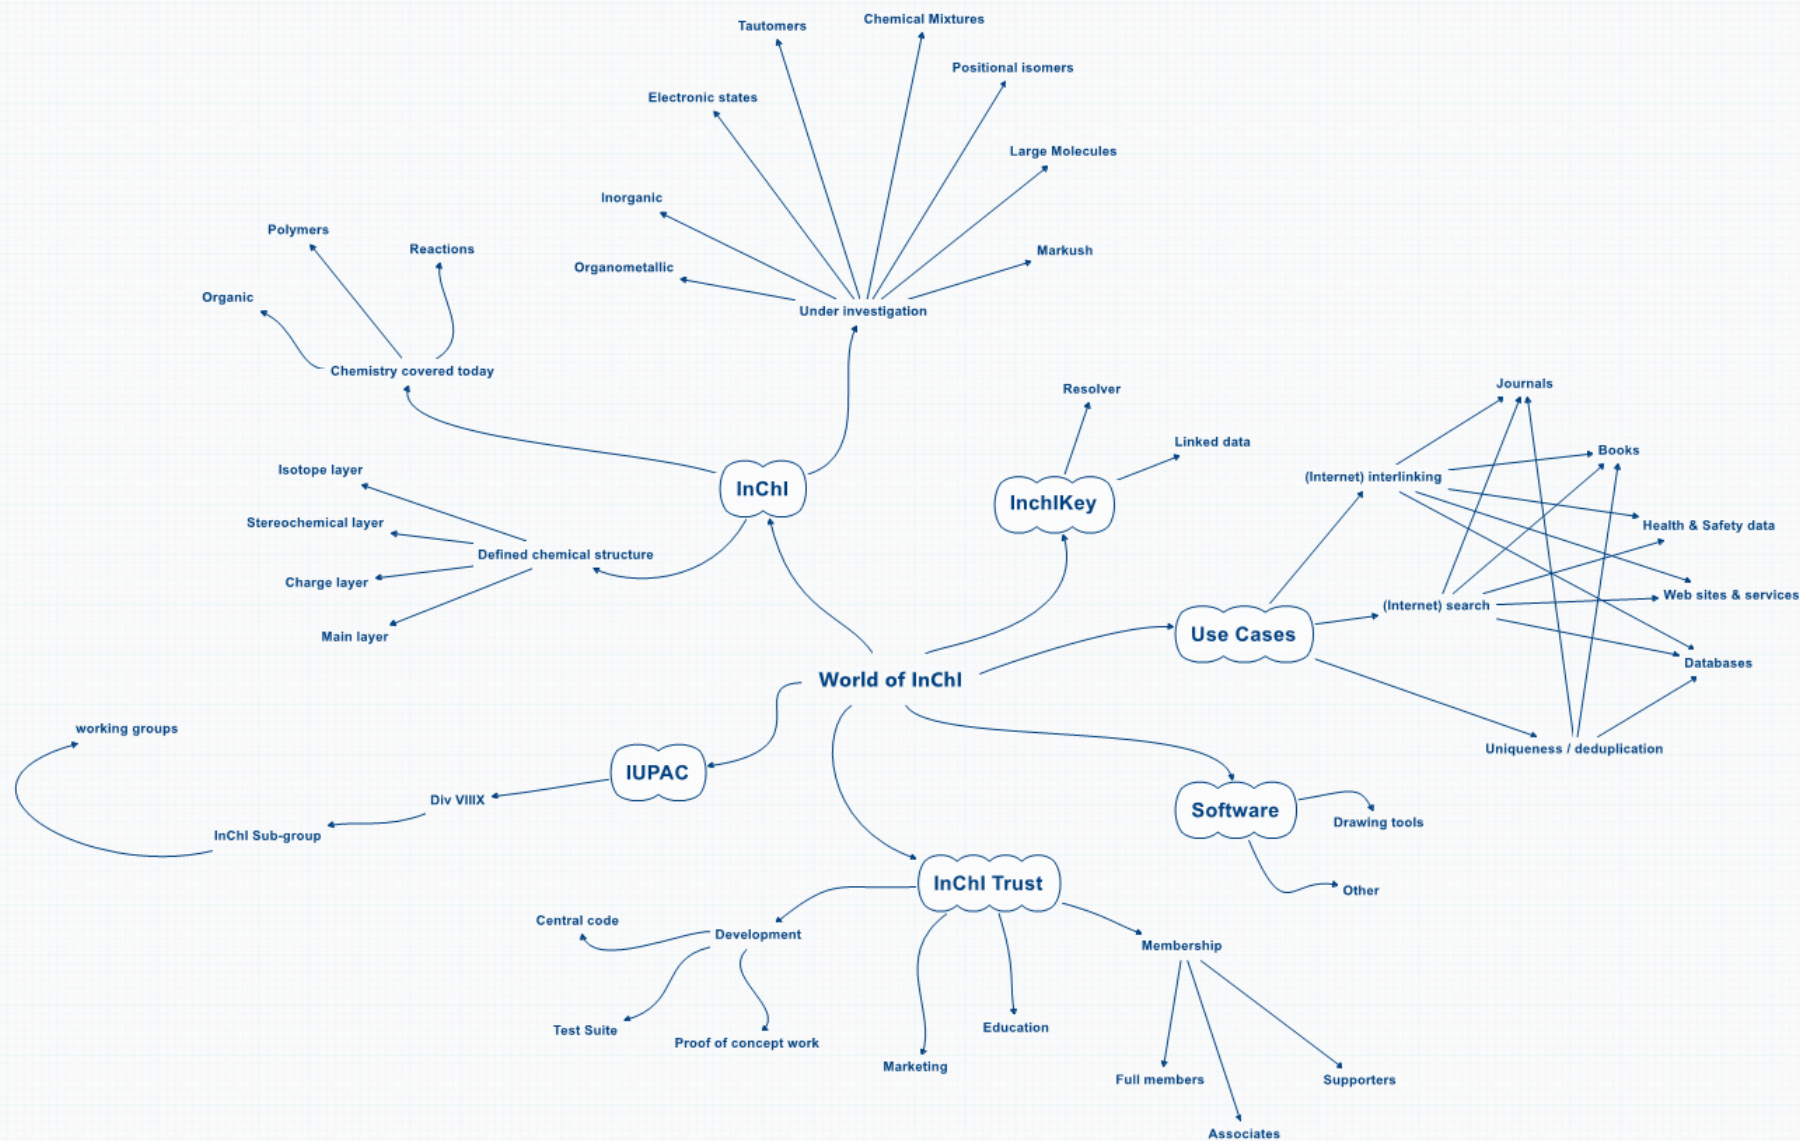 Chemical Mixtures
Tautomers
Positional isomers
Electronic states
Large Molecules
Inorganic
Polymers
Reactions
Markush
Organometallic
Organic
Under investigation
Chemistry covered today
Journals
Resolver
Linked data
Books
Isotope layer
(Internet) interlinking
InChI
InchIKey
Stereochemical layer
Health & Safety data
Defined chemical structure
Charge layer
Web sites & services
(Internet) search
Main layer
Use Cases
Databases
World of InChI
working groups
Uniqueness / deduplication
IUPAC
Div VIIIX
Software
Drawing tools
InChI Sub-group
InChI Trust
Other
Central code
Development
Membership
Education
Test Suite
Proof of concept work
Marketing
Full members
Supporters
Associates